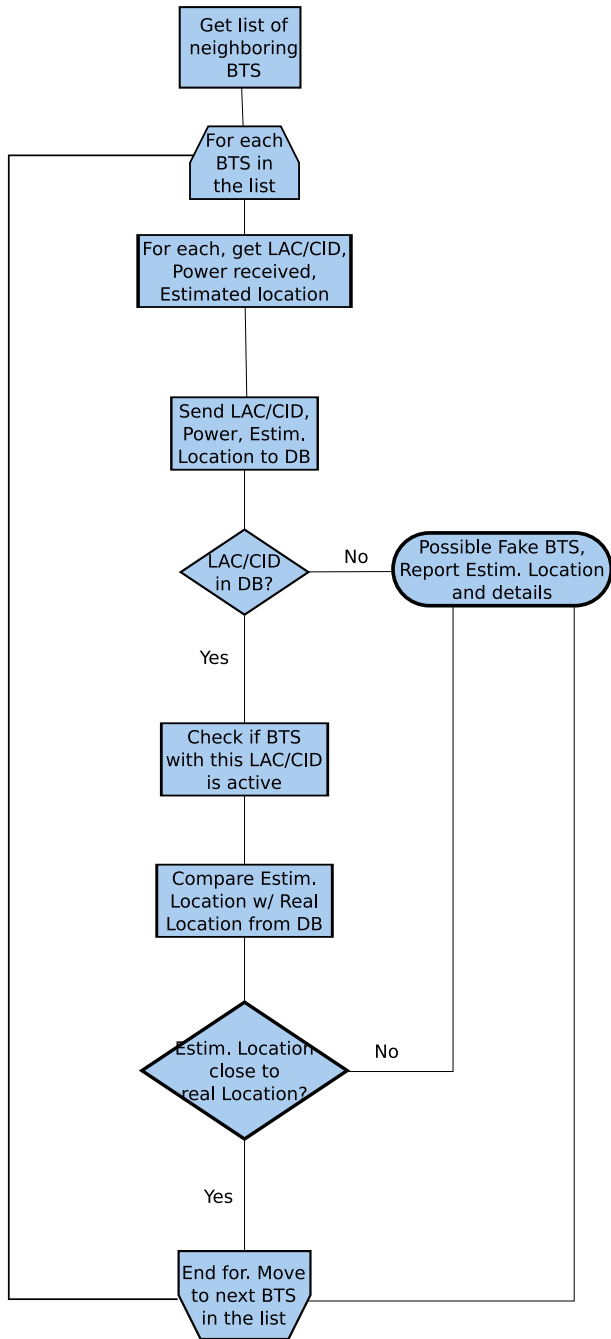 Get list of
neighboring
BTS
For each
BTS in
the list
For each, get LAC/CID,
Power received,
Estimated location
Send LAC/CID,
Power, Estim.
Location to DB
LAC/CID
in DB?
No
Possible Fake BTS,
Report Estim. Location
and details
Yes
Check if BTS
with this LAC/CID
is active
Compare Estim.
Location w/ Real
Location from DB
Estim. Location
close to
real Location?
No
Yes
End for. Move
to next BTS
in the list